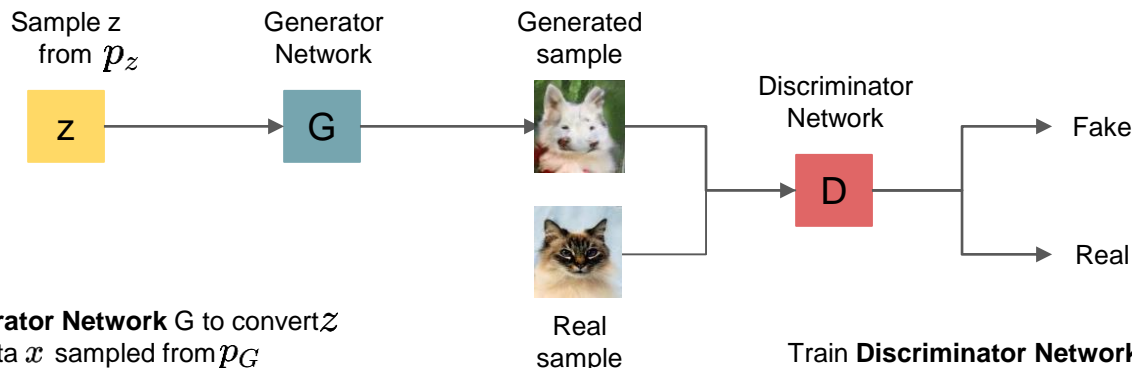 Sample z
from p_z
Generator
Network
Generated
sample
Discriminator
Network
z
G
D
Fake
Real
Real
sample
rator Network G to convert z
ta x sampled from p_G
Train Discriminator Network